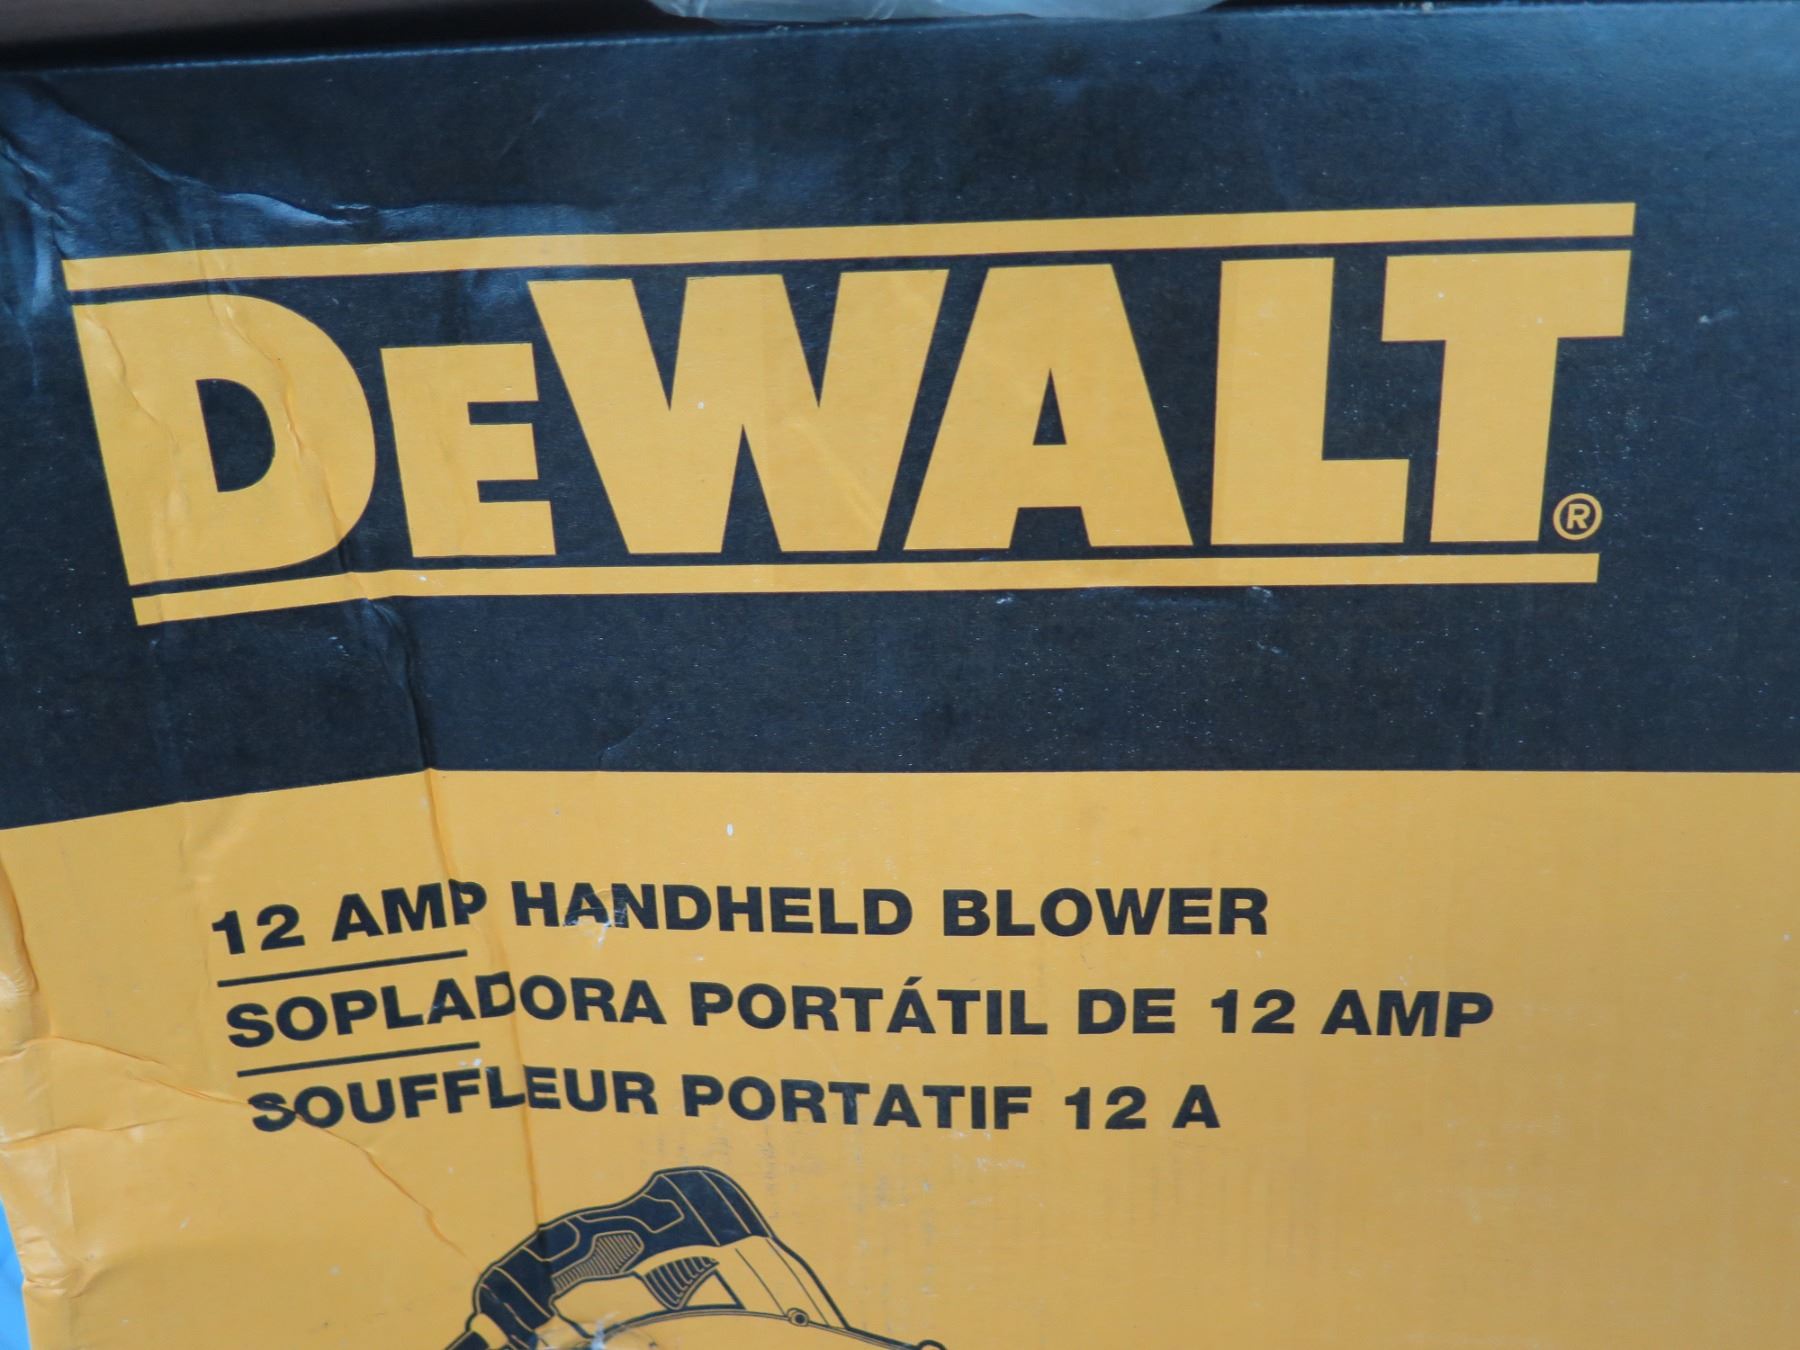 DEWALT®
12 AMP HANDHELD BLOWER
SOPLADORA PORTÁTIL DE 12 AMP
SOUFFLEUR PORTATIF 12 A